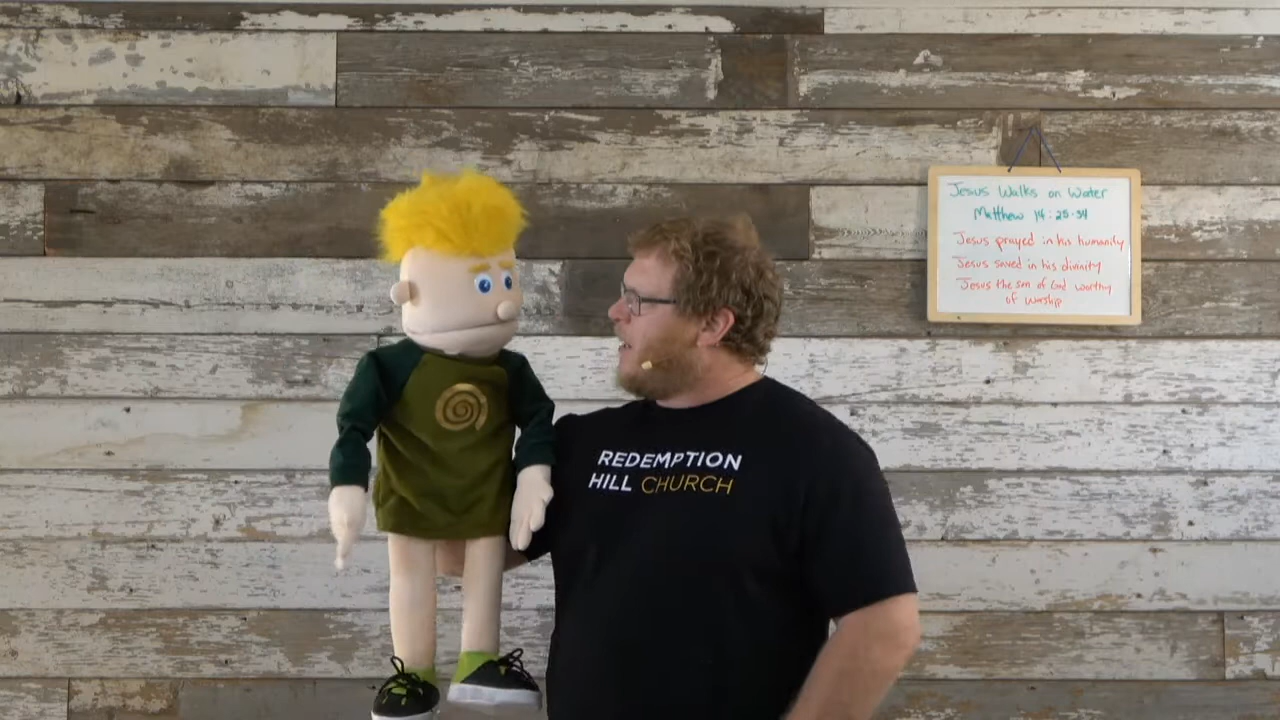 REDEMPTION
HILL CHURCH
Jesus Walks on Water
Matthew 14:25-34
Jesus prayed in his humanity
Jesus saved in his divinity
Jesus the son of God worthy
of worship